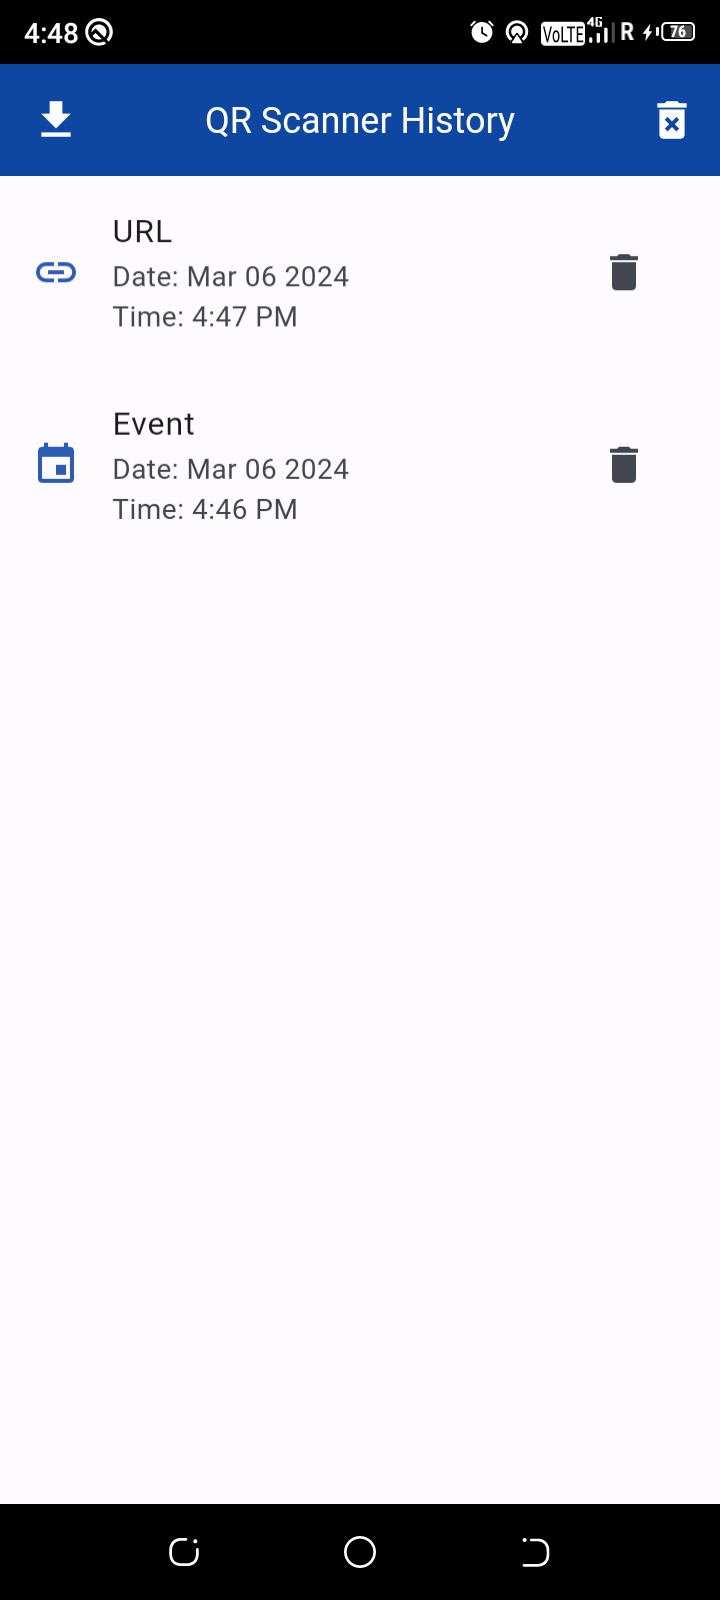 4:48
VoLTE 4G R 76
QR Scanner History
URL
Date: Mar 06 2024
Time: 4:47 PM
Event
Date: Mar 06 2024
Time: 4:46 PM